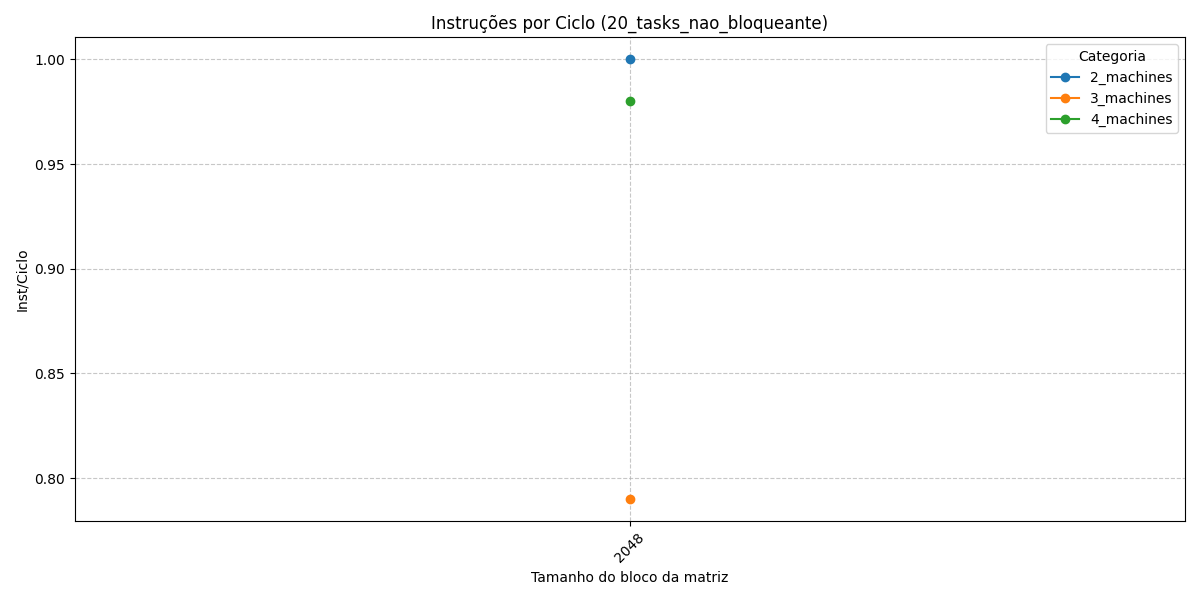 Instruções por Ciclo (20_tasks_nao_bloqueante)
Categoria
2_machines
3_machines
4_machines
1.00
0.95
0.90
0.85
0.80
Inst/Ciclo
2048
Tamanho do bloco da matriz